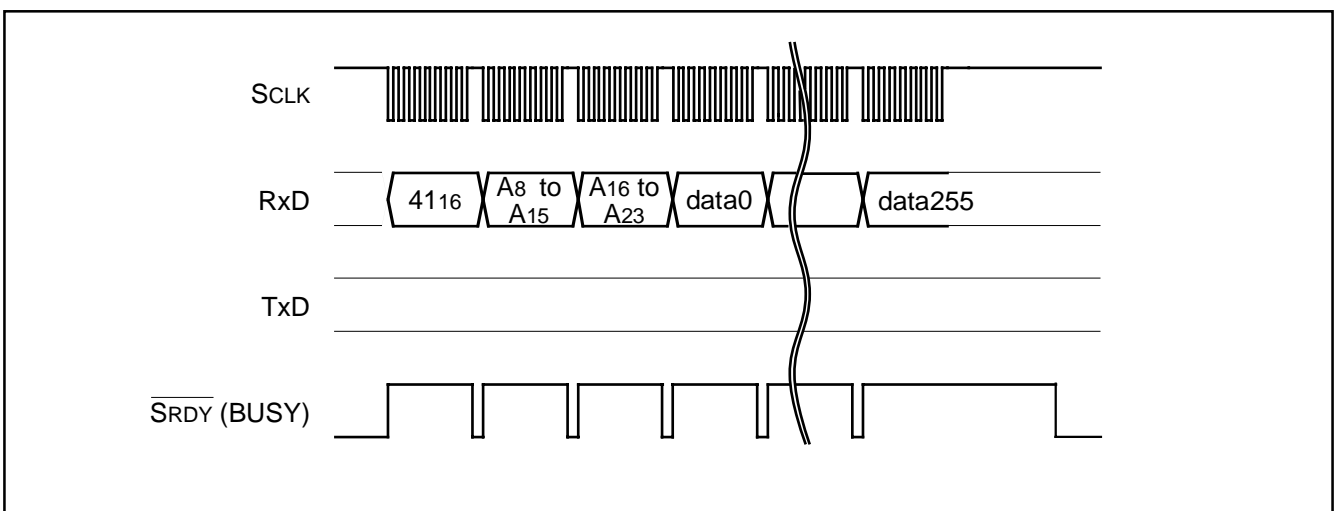 SCLK
RxD
4116
A8 to
A15
A16 to
A23
data0
data255
TxD
SRDY (BUSY)